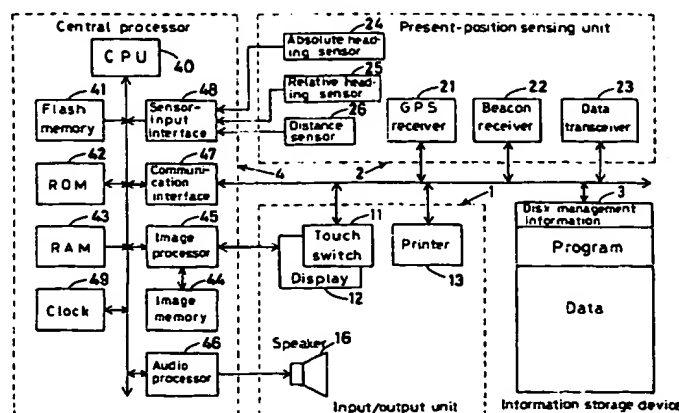 Central processor
CPU
40
41
Flash memory
48
Sensor-input interface
42
ROM
47
Communication interface
4
43
RAM
45
Image processor
49
Clock
44
Image memory
46
Audio processor
24
Absolute heading sensor
25
Relative heading sensor
26
Distance sensor
Present-position sensing unit
21
GPS receiver
22
Beacon receiver
23
Data transceiver
2
1
11
Touch switch
Display
12
Printer
13
Speaker
16
Input/output unit
3
Disk management Information
Program
Data
Information storage device